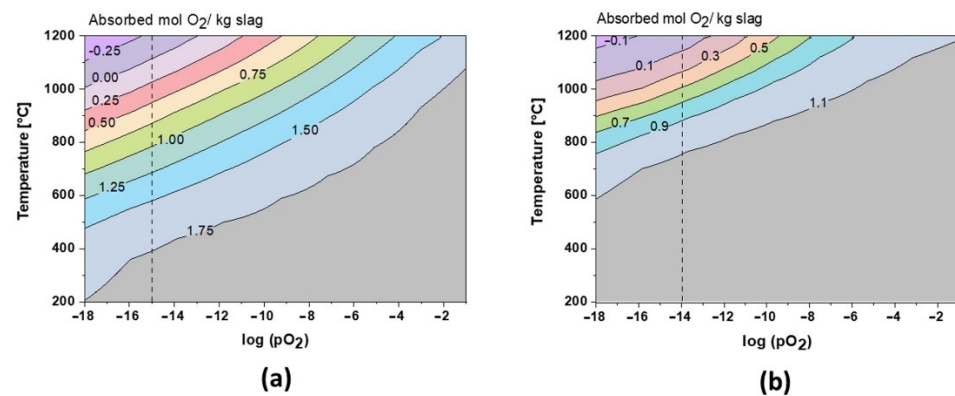 Absorbed mol O2/ kg slag
1200
1000
800
600
400
200
Temperature [°C]
-0.25
0.00
0.25
0.50
0.75
1.00
1.25
1.50
1.75
−18 −16 −14 −12 −10 −8 −6 −4 −2
log (pO2)
(a)
Absorbed mol O2/ kg slag
1200
1000
800
600
400
200
Temperature [°C]
-0.1
0.1
0.3
0.5
0.7
0.9
1.1
−18 −16 −14 −12 −10 −8 −6 −4 −2
log (pO2)
(b)